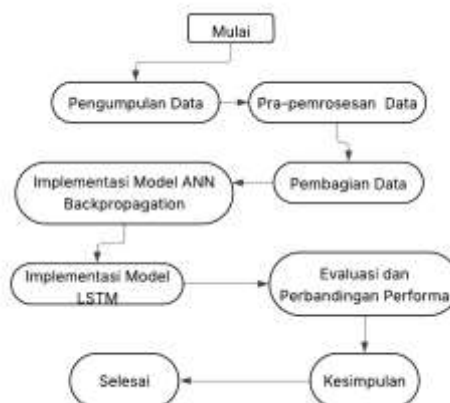 Mulai
Pengumpulan Data
Pra-pemrosesan Data
Pembagian Data
Implementasi Model ANN
Backpropagation
Implementasi Model
LSTM
Evaluasi dan
Perbandingan Performa
Kesimpulan
Selesai